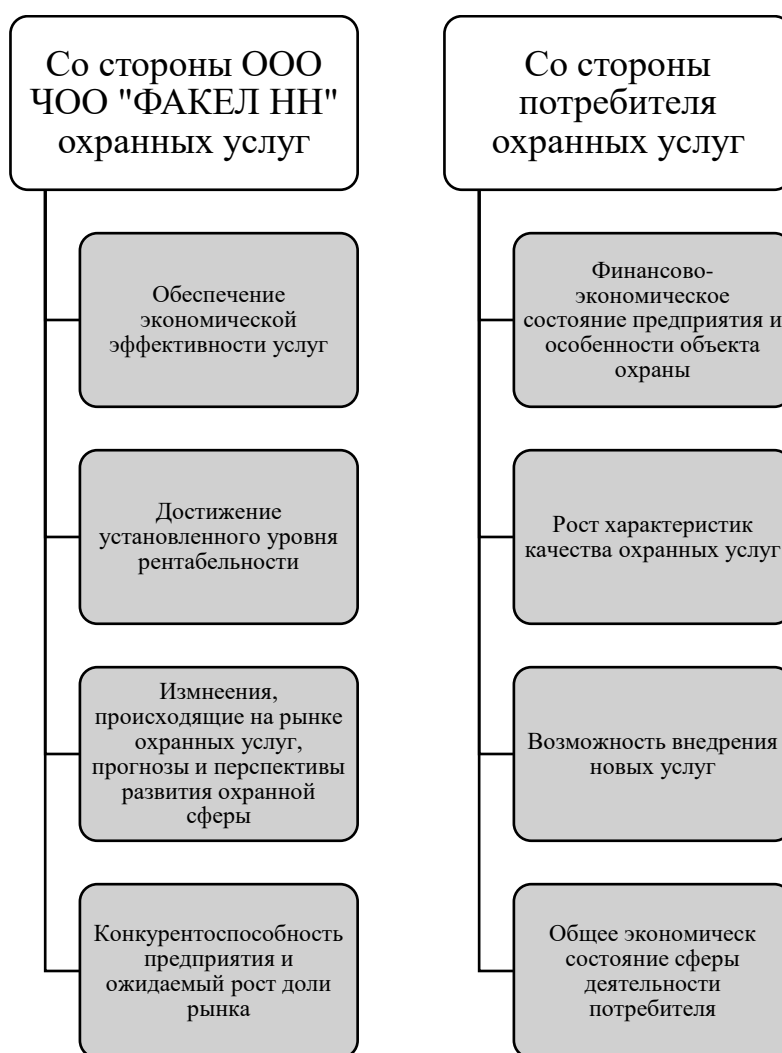 Со стороны ООО
ЧОО "ФАКЕЛ НН"
охранных услуг
Обеспечение
экономической
эффективности услуг
Достижение
установленного уровня
рентабельности
Измнеения,
происходящие на рынке
охранных услуг,
прогнозы и перспективы
развития охранной
сферы
Конкурентоспособность
предприятия и
ожидаемый рост доли
рынка
Со стороны
потребителя
охранных услуг
Финансово-
экономическое
состояние предприятия и
особенности объекта
охраны
Рост характеристик
качества охранных услуг
Возможность внедрения
новых услуг
Общее экономическ
состояние сферы
деятельности
потребителя